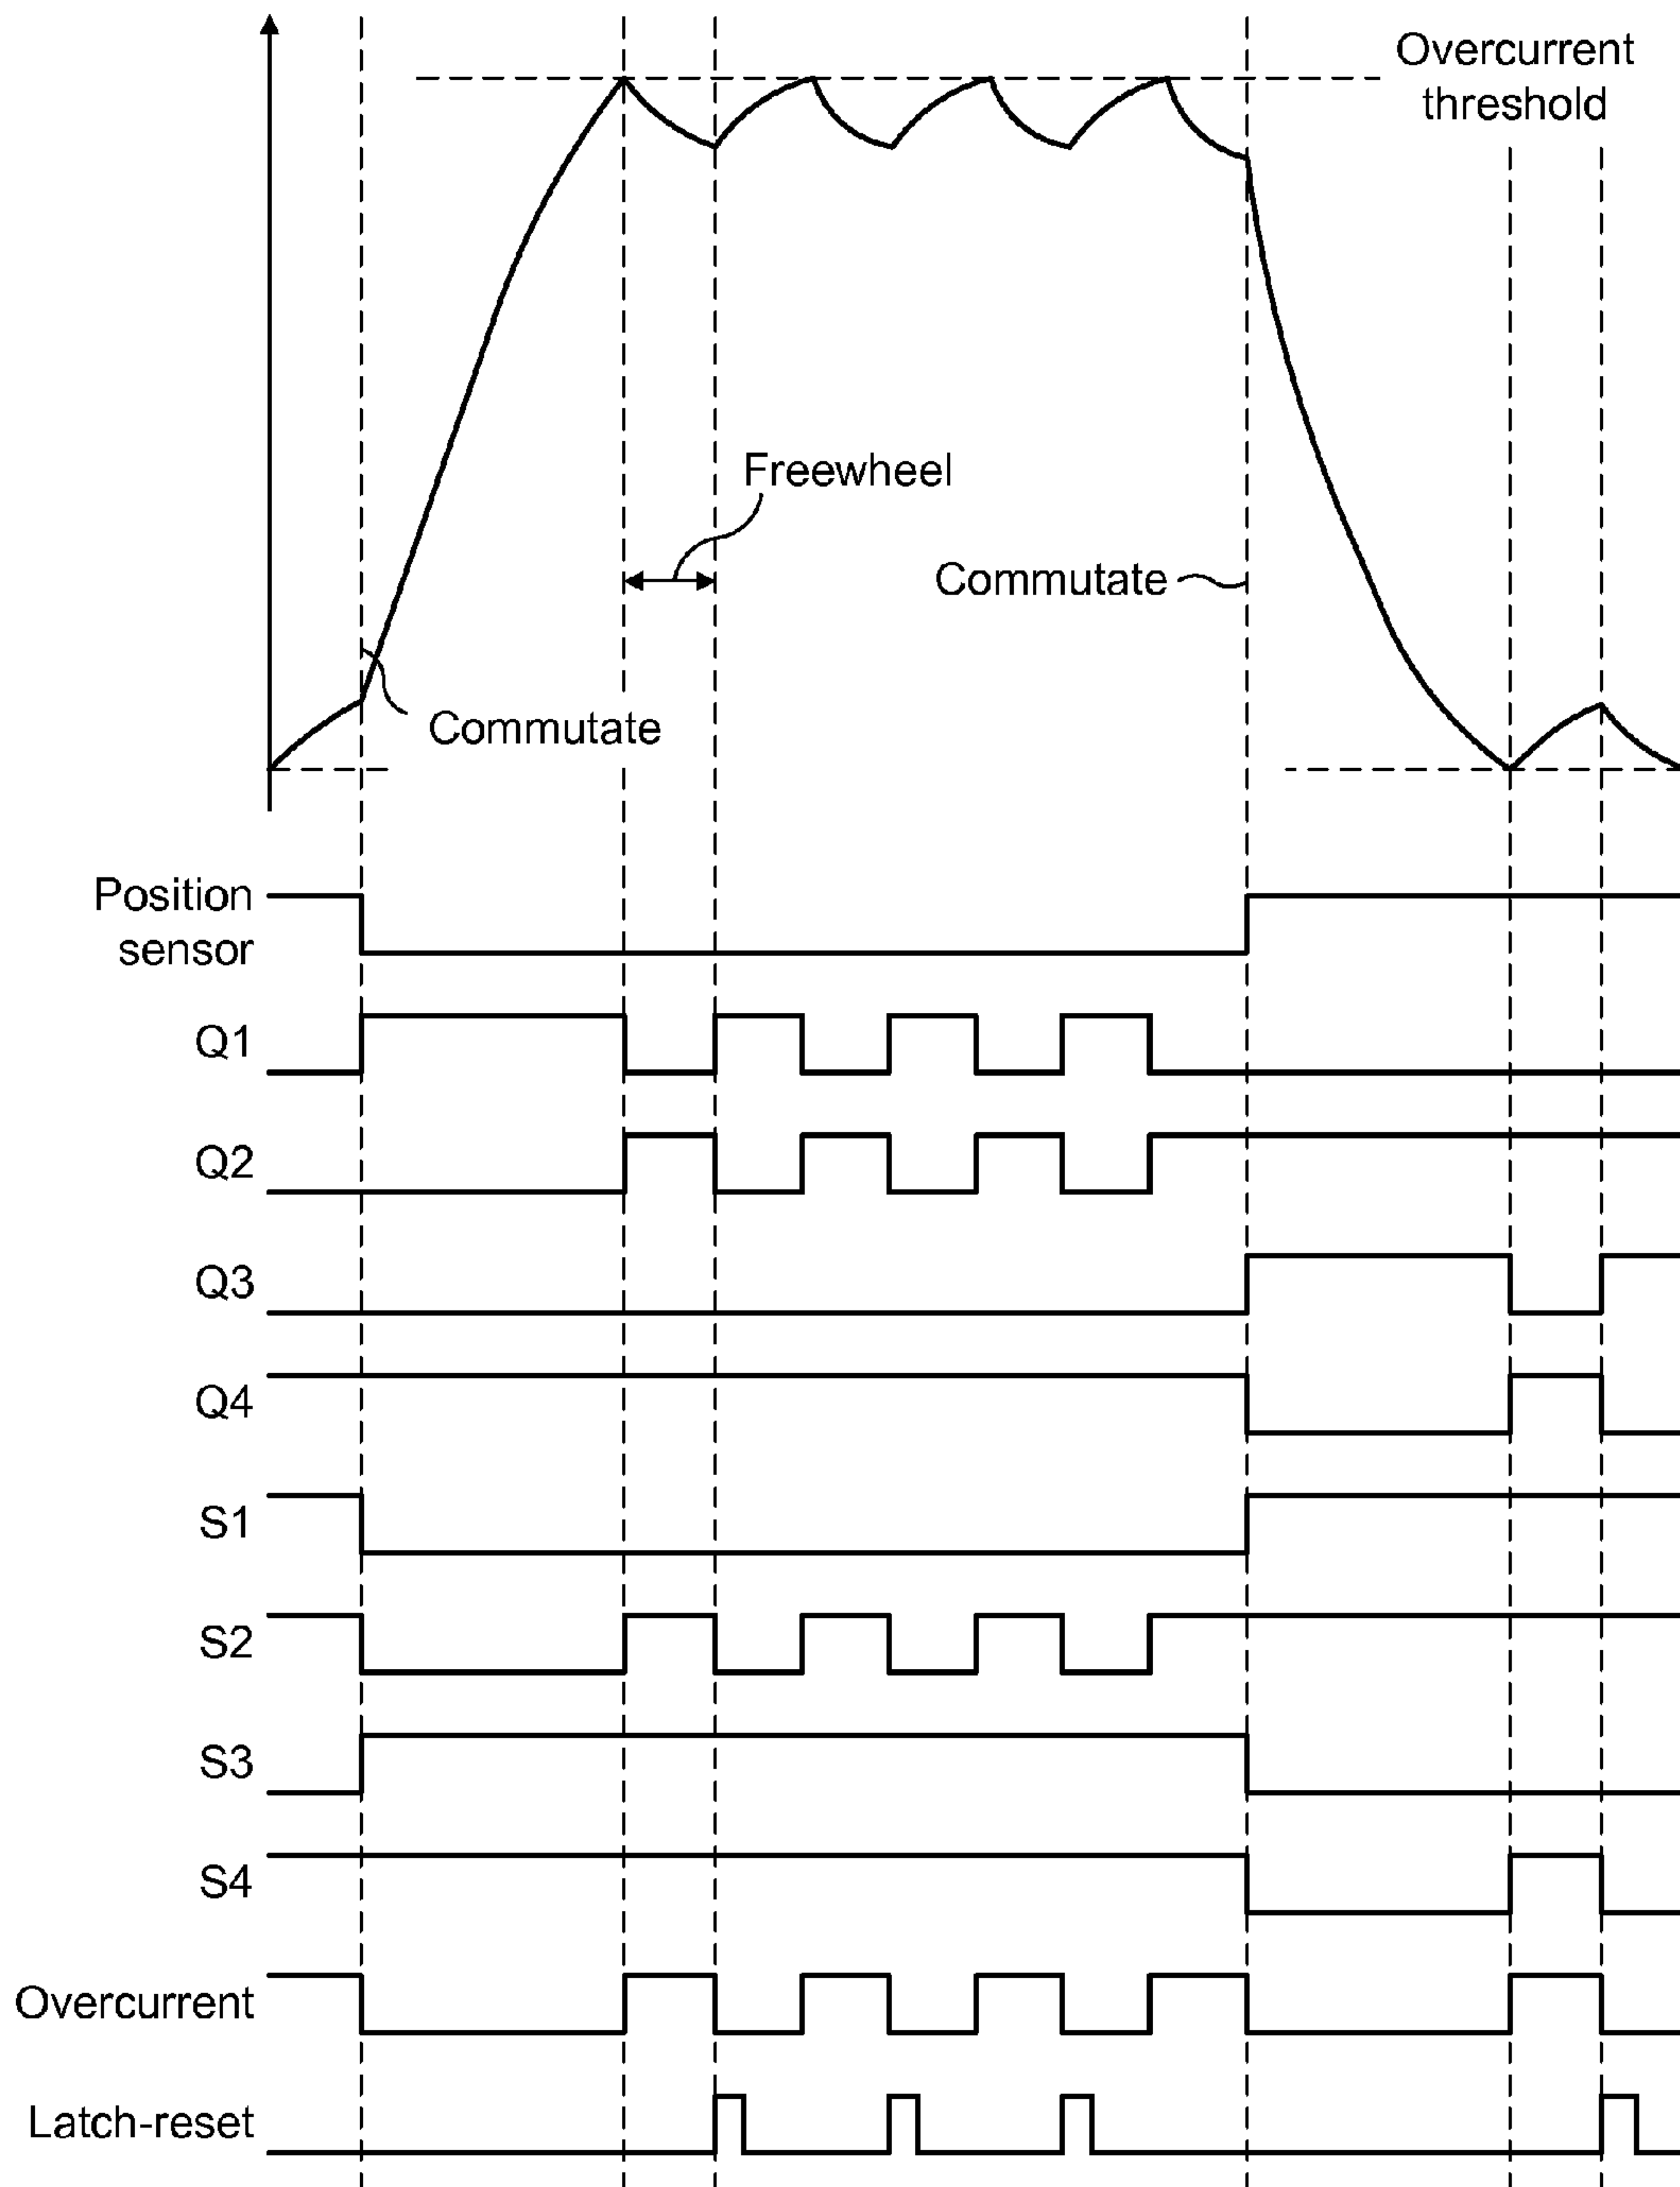 Overcurrent
threshold
Freewheel
Commutate
Commutate
Position
sensor
Q1
Q2
Q3
Q4
S1
S2
S3
S4
Overcurrent
Latch-reset